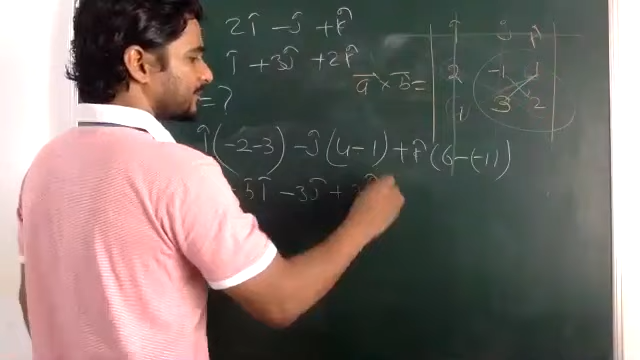 2î - ĵ + k̂
î + 3ĵ + 2k̂
= ?
a̅ × b̅ =
î ĵ k̂
2 -1 1
1 3 2
î(-2-3) - ĵ(4-1) + k̂(6-(-1))
-5î - 3ĵ +